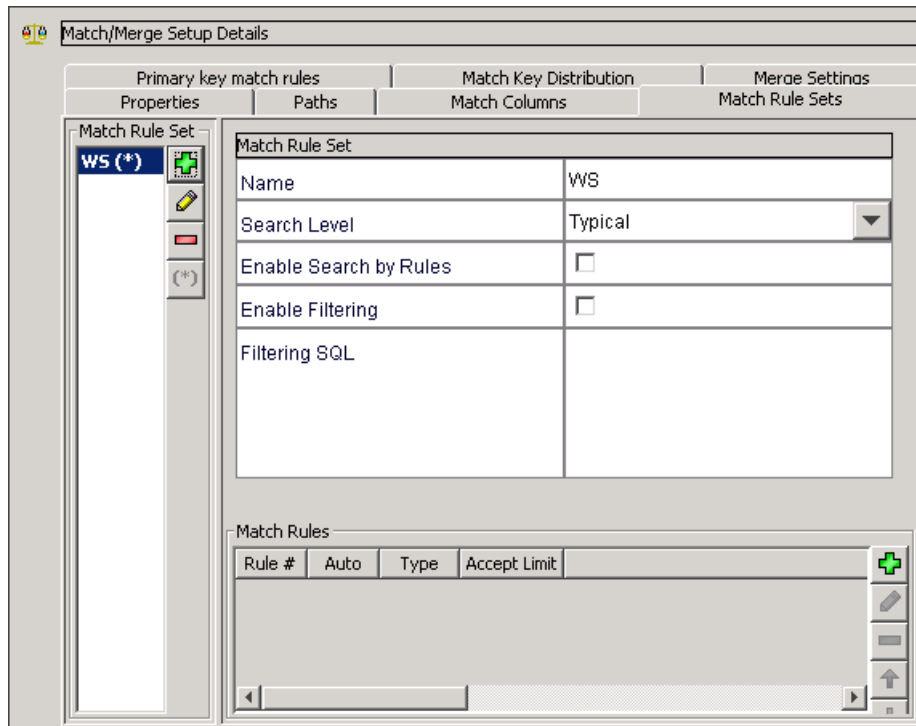 Match/Merge Setup Details
Primary key match rules Match Key Distribution Merge Settings
Properties Paths Match Columns Match Rule Sets
Match Rule Set
WS (*)
(*)
Match Rule Set
Name WS
Search Level Typical
Enable Search by Rules
Enable Filtering
Filtering SQL
Match Rules
Rule # Auto Type Accept Limit